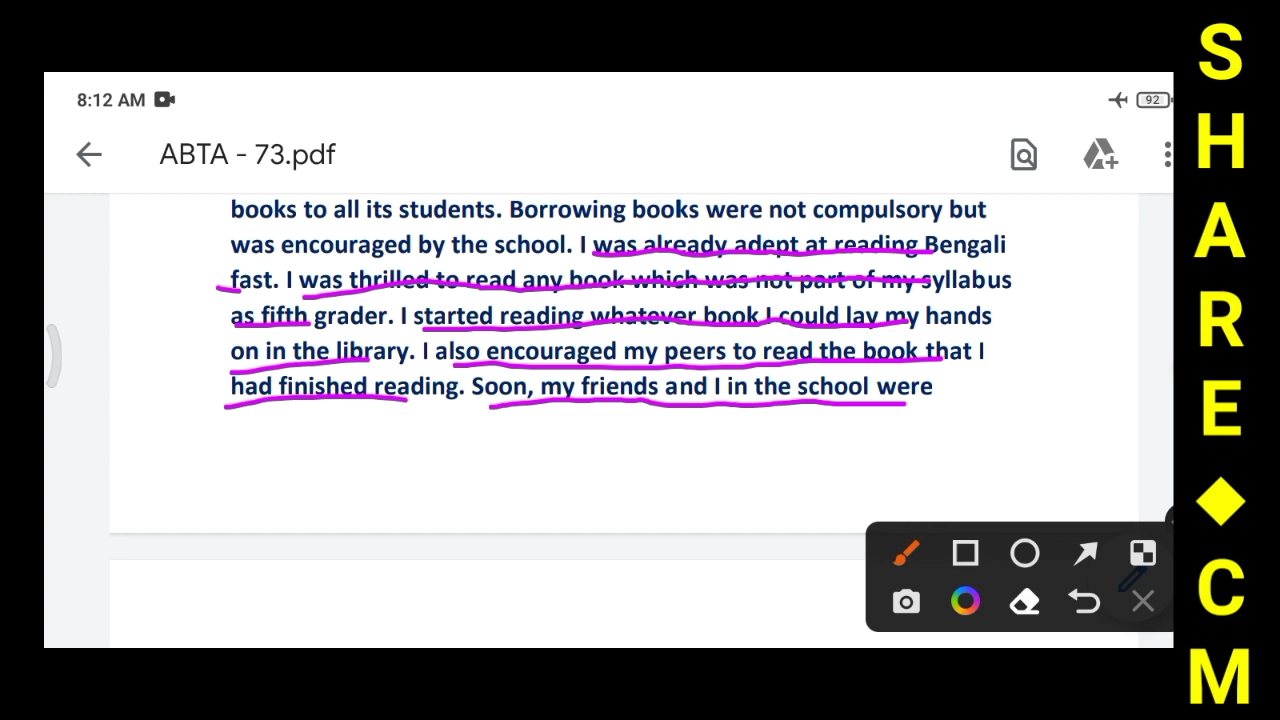 8:12 AM
92
ABTA - 73.pdf
books to all its students. Borrowing books were not compulsory but
was encouraged by the school. I was already adept at reading Bengali
fast. I was thrilled to read any book which was not part of my syllabus
as fifth grader. I started reading whatever book I could lay my hands
on in the library. I also encouraged my peers to read the book that I
had finished reading. Soon, my friends and I in the school were
SHARE◆CM